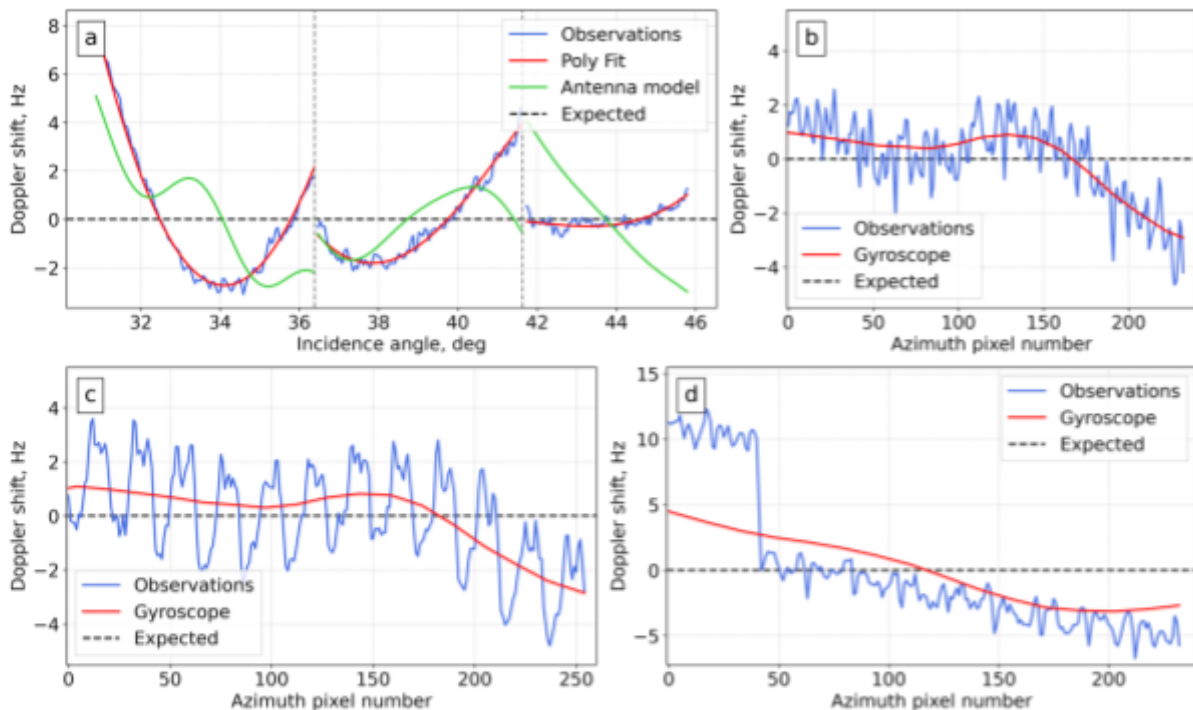 a
8
6
4
2
0
−2
Doppler shift, Hz
32 34 36 38 40 42 44 46
Incidence angle, deg
Observations
Poly Fit
Antenna model
Expected
b
4
2
0
−2
−4
Doppler shift, Hz
0 50 100 150 200
Azimuth pixel number
Observations
Gyroscope
Expected
c
4
2
0
−2
−4
Doppler shift, Hz
0 50 100 150 200 250
Azimuth pixel number
Observations
Gyroscope
Expected
d
15
10
5
0
−5
Doppler shift, Hz
0 50 100 150 200
Azimuth pixel number
Observations
Gyroscope
Expected